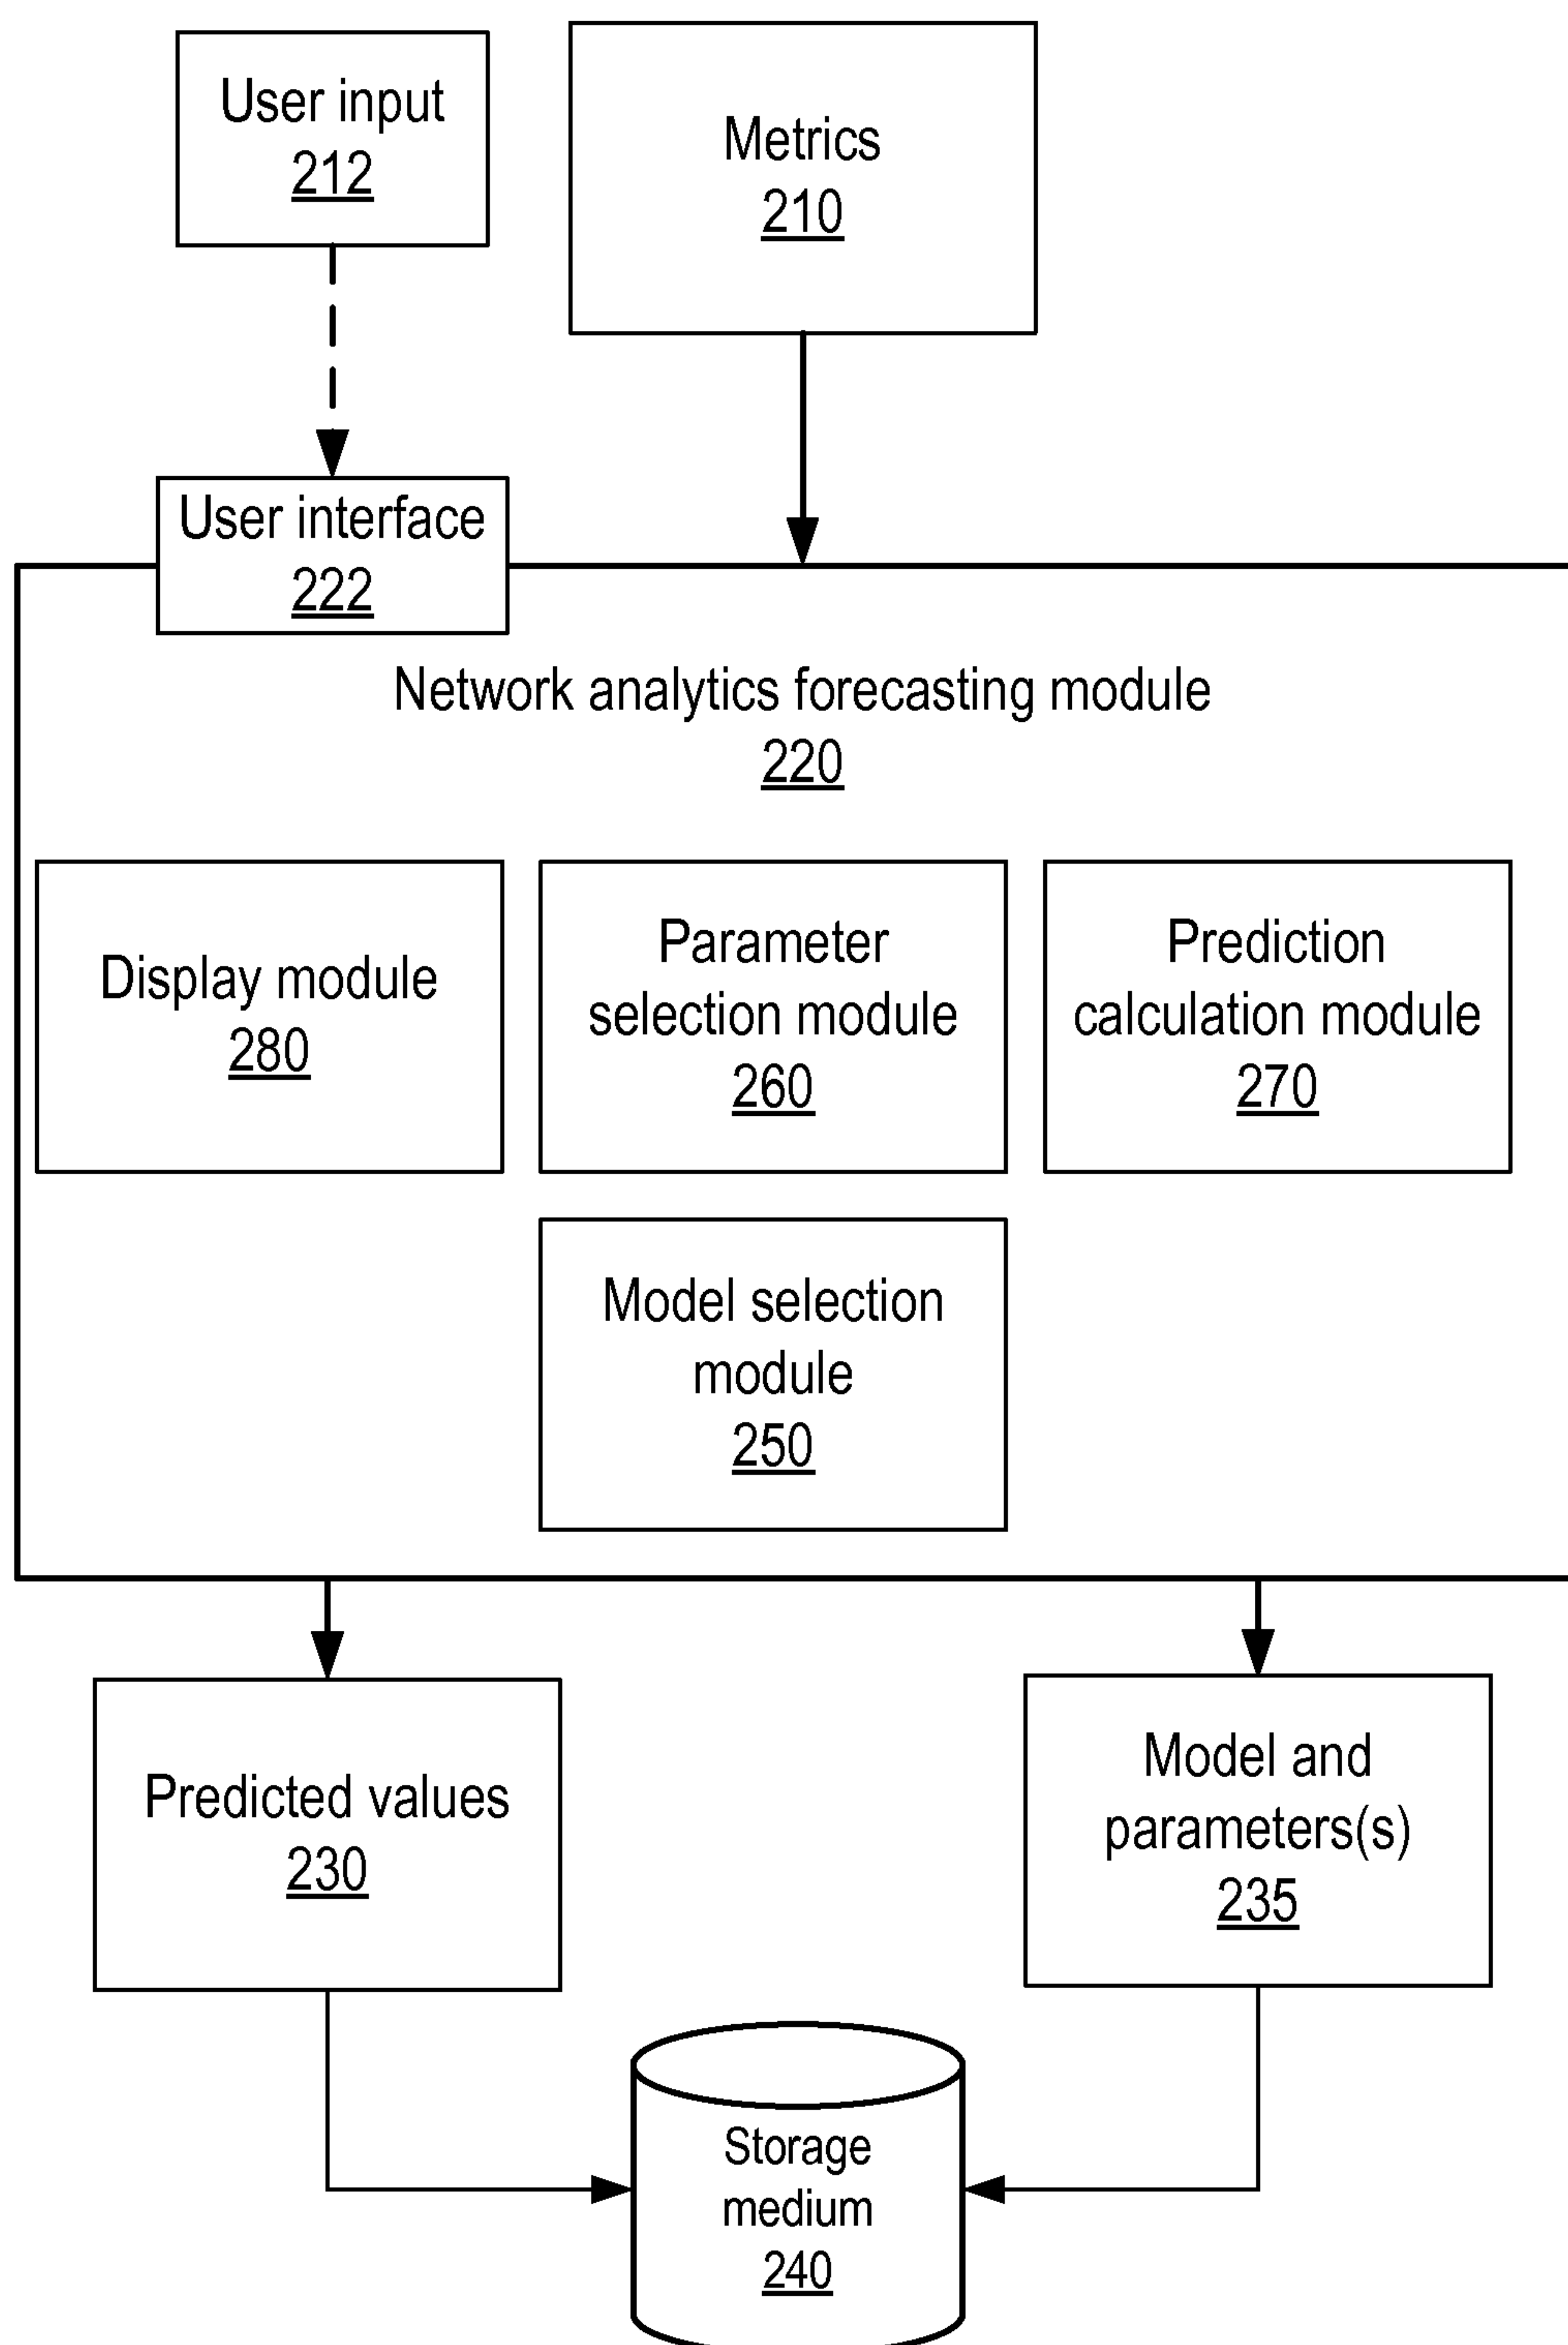 User input
212
Metrics
210
User interface
222
Network analytics forecasting module
220
Display module
280
Parameter
selection module
260
Prediction
calculation module
270
Model selection
module
250
Predicted values
230
Model and
parameters(s)
235
Storage
medium
240